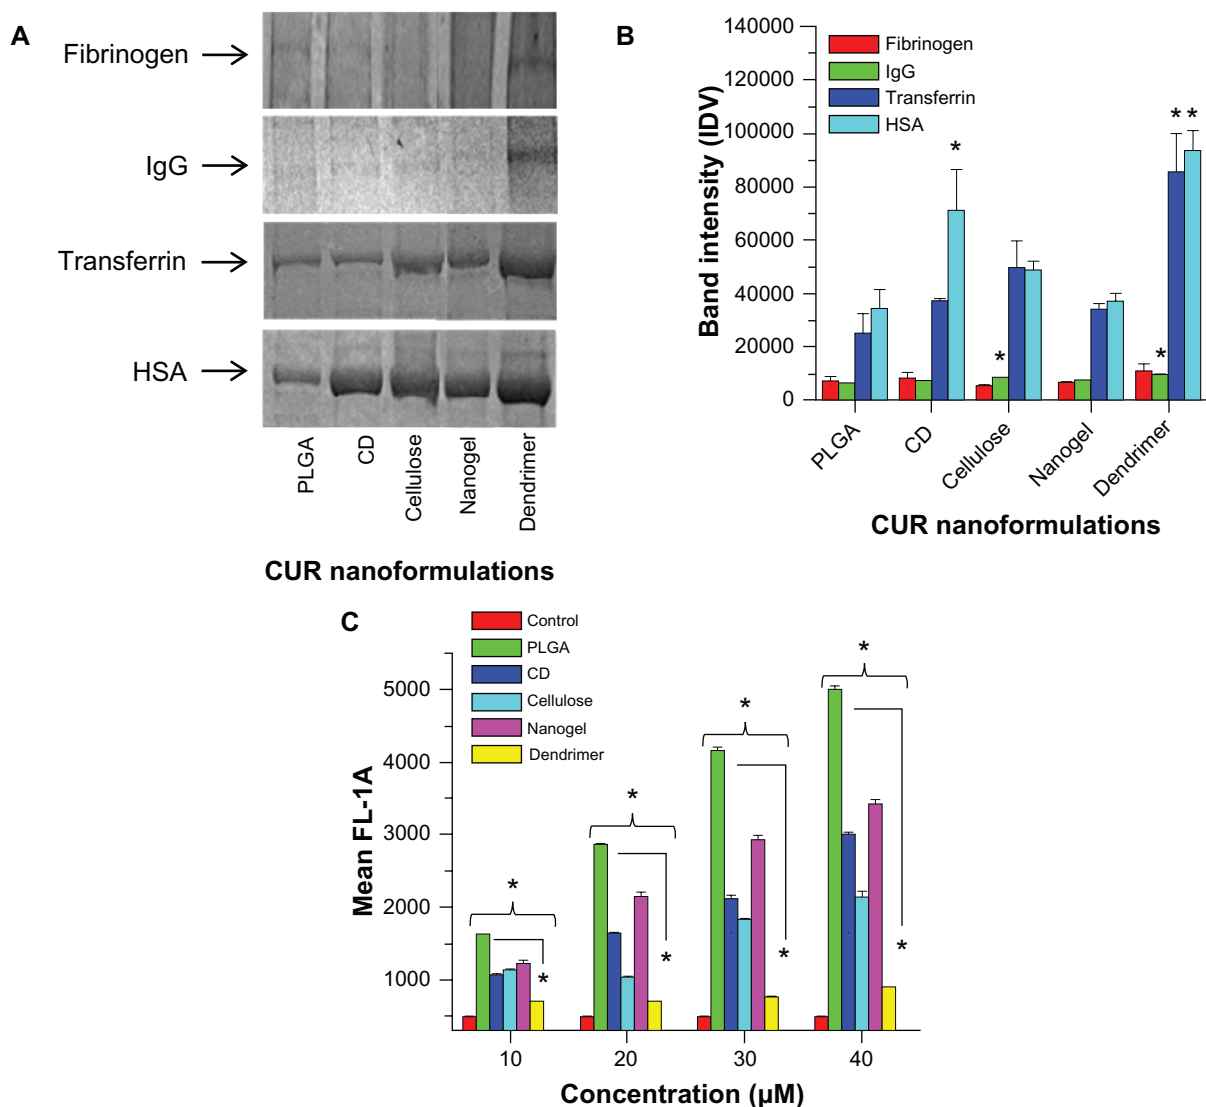 A
Fibrinogen
IgG
Transferrin
HSA
PLGA
CD
Cellulose
Nanogel
Dendrimer
CUR nanoformulations
B
Band intensity (IDV)
140000
120000
100000
80000
60000
40000
20000
0
Fibrinogen
IgG
Transferrin
HSA
*
*
* *
*
PLGA
CD
Cellulose
Nanogel
Dendrimer
CUR nanoformulations
C
Control
PLGA
CD
Cellulose
Nanogel
Dendrimer
Mean FL-1A
5000
4000
3000
2000
1000
*
*
*
*
*
*
*
*
10
20
30
40
Concentration (µM)